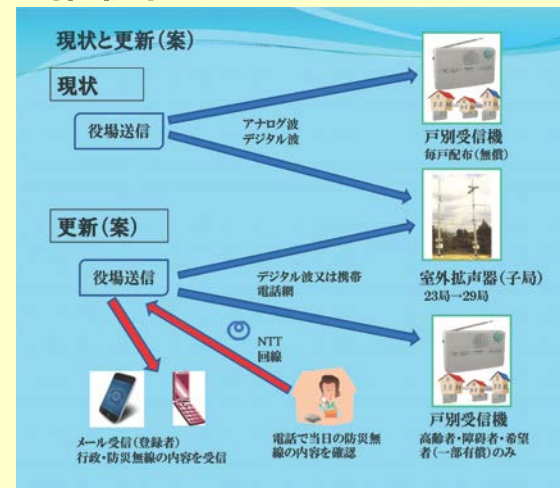 現状と更新(案)
現状
役場送信
アナログ波
デジタル波
戸別受信機
毎戸配布(無償)
更新(案)
役場送信
デジタル波又は携帯
電話網
室外拡声器(子局)
23局→29局
NTT
回線
メール受信(登録者)
行政・防災無線の内容を受信
電話で当日の防災無
線の内容を確認
戸別受信機
高齢者・障碍者・希望
者(一部有償)のみ